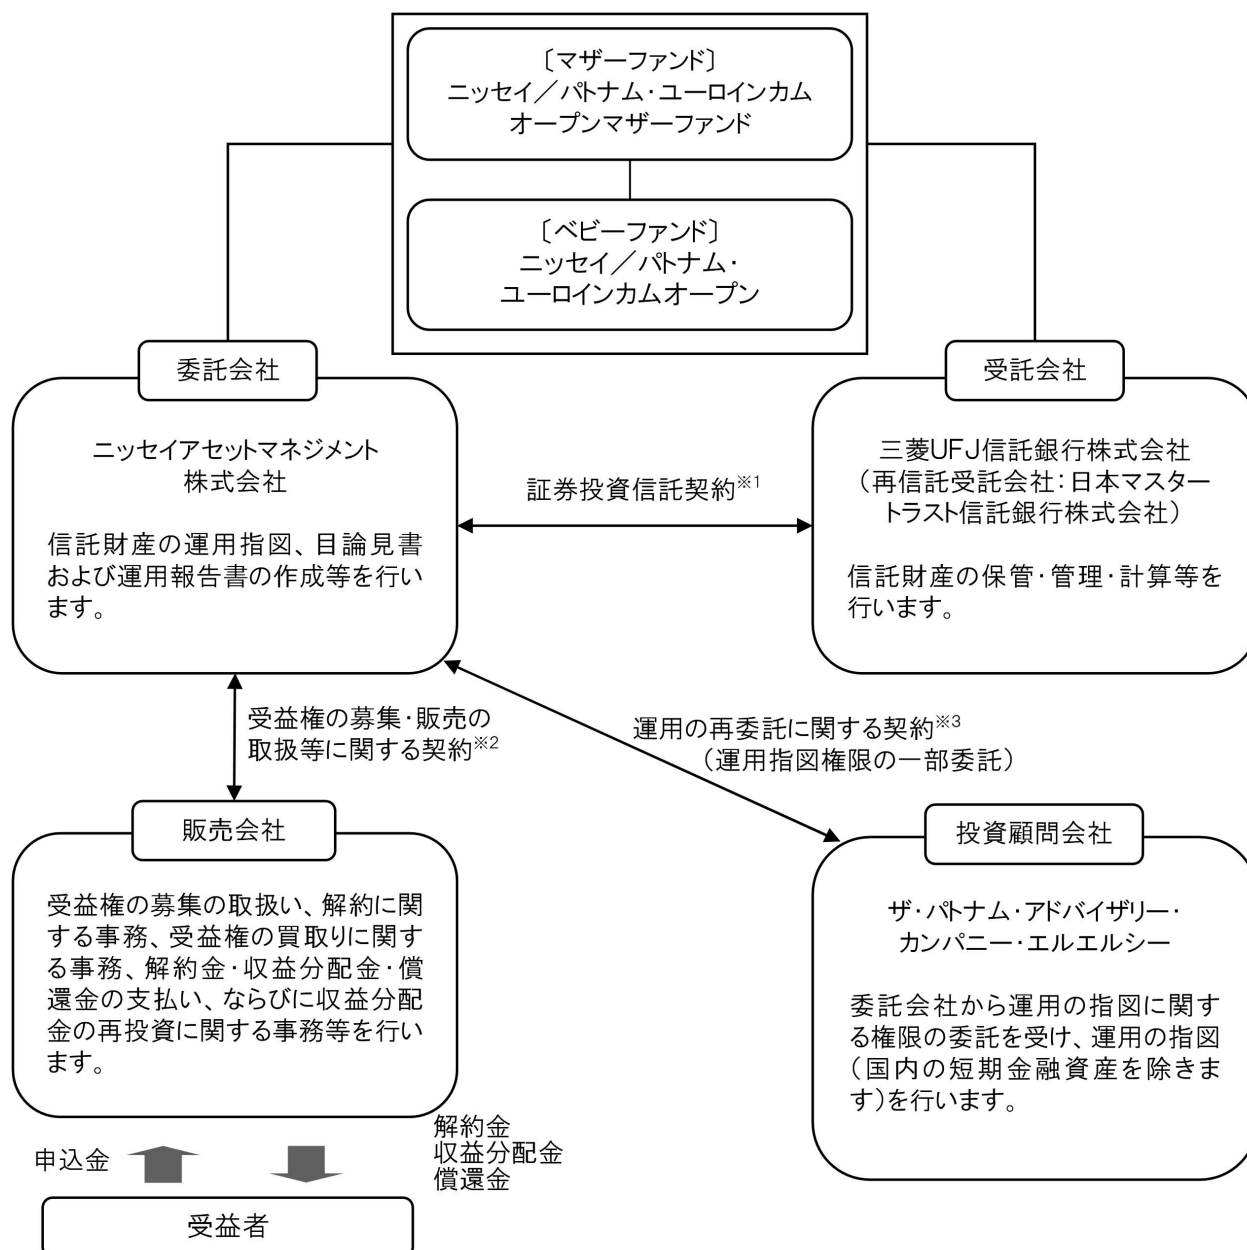 〔マザーファンド〕
ニッセイ／パトナム・ユーロインカム
オープンマザーファンド
〔ベビーファンド〕
ニッセイ／パトナム・
ユーロインカムオープン
委託会社
ニッセイアセットマネジメント
株式会社
信託財産の運用指図、目論見書
および運用報告書の作成等を行い
ます。
証券投資信託契約※1
受託会社
三菱UFJ信託銀行株式会社
（再信託受託会社：日本マスター
トラスト信託銀行株式会社）
信託財産の保管・管理・計算等を
行います。
受益権の募集・販売の
取扱等に関する契約※2
運用の再委託に関する契約※3
（運用指図権限の一部委託）
販売会社
受益権の募集の取扱い、解約に関
する事務、受益権の買取りに関す
る事務、解約金・収益分配金・償
還金の支払い、ならびに収益分配
金の再投資に関する事務等を行い
ます。
投資顧問会社
ザ・パトナム・アドバイザリー・
カンパニー・エルエルシー
委託会社から運用の指図に関す
る権限の委託を受け、運用の指図
（国内の短期金融資産を除きま
す）を行います。
申込金
解約金
収益分配金
償還金
受益者